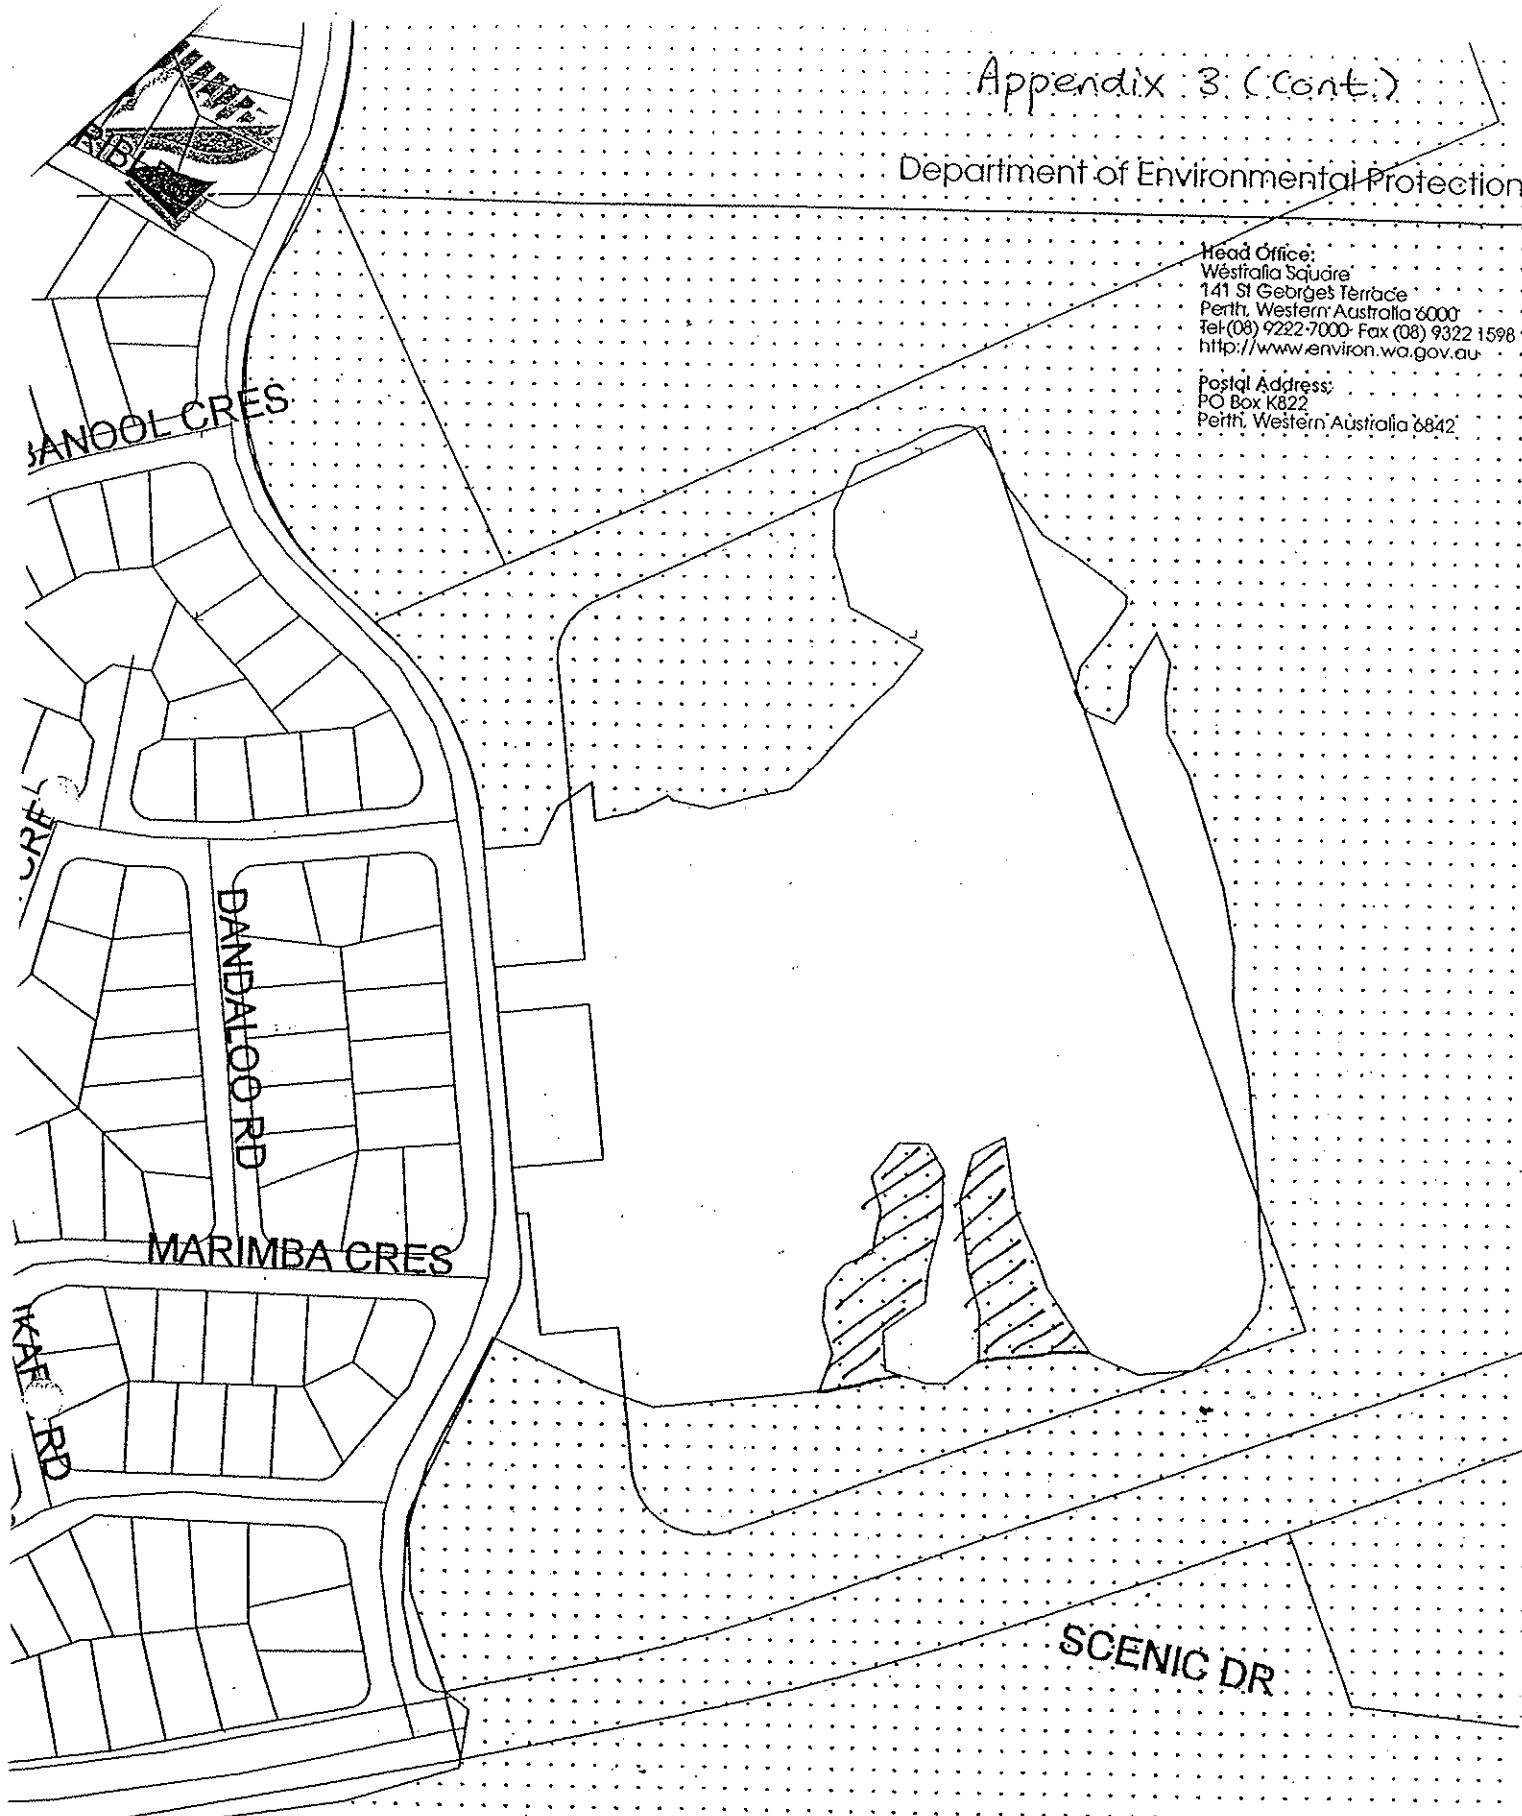 Appendix 3 (Cont.)
Department of Environmental Protection
Head Office:
Westralia Square
141 St Georges Terrace
Perth, Western Australia 6000
Tel (08) 9222 7000 Fax (08) 9322 1598
http://www.environ.wa.gov.au
Postal Address:
PO Box K822
Perth, Western Australia 6842
BANOOL CRES
CRES
DANDALOO RD
MARIMBA CRES
RD
SCENIC DR